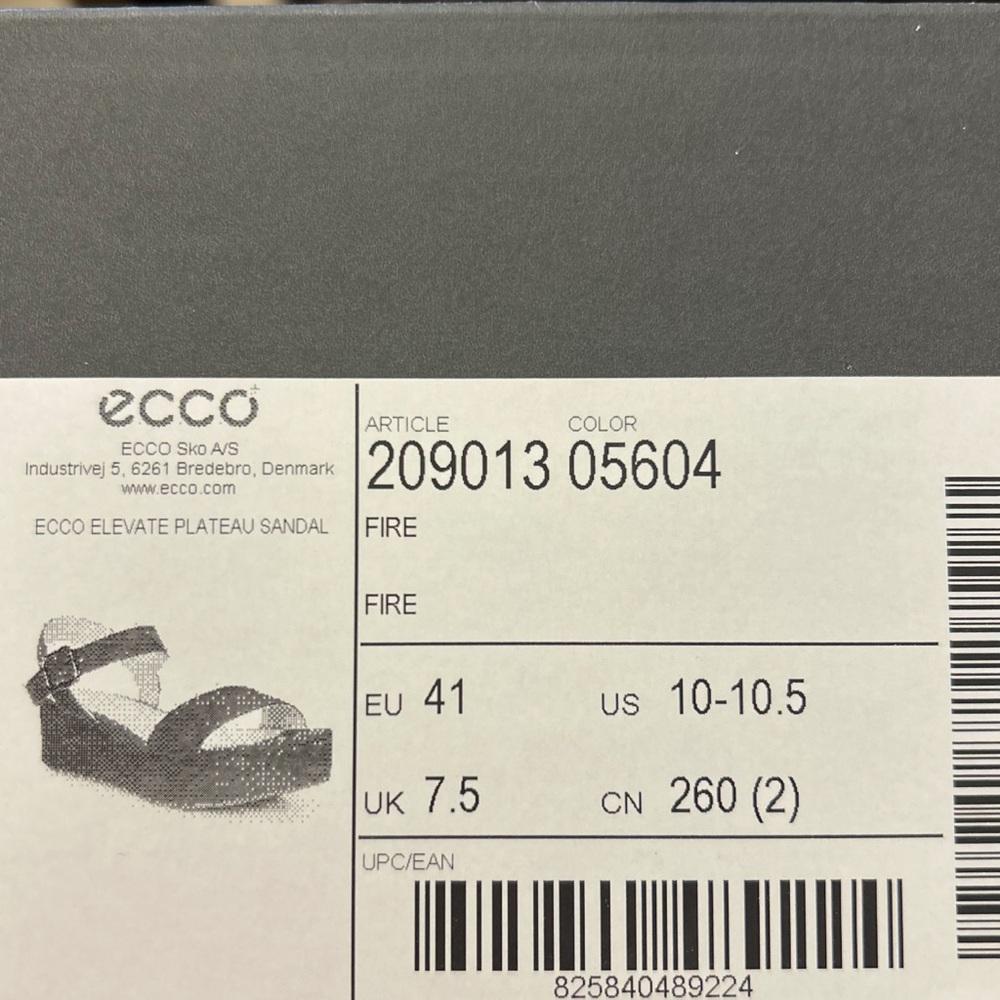 ecco
ECCO Sko A/S
Industrivej 5, 6261 Bredebro, Denmark
www.ecco.com
ECCO ELEVATE PLATEAU SANDAL
ARTICLE COLOR
209013 05604
FIRE
FIRE
EU 41 US 10-10.5
UK 7.5 CN 260 (2)
UPC/EAN
825840489224